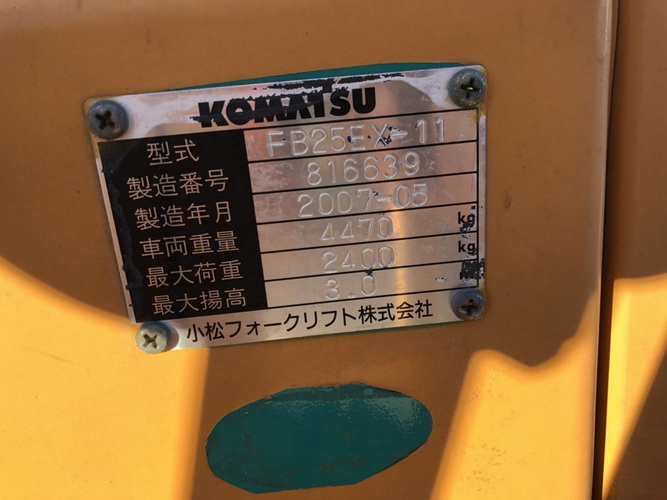 KOMATSU
型式 FB25EX-11
製造番号 816639
製造年月 2007-05
車両重量 4470 kg
最大荷重 2400 kg
最大揚高 3.0
小松フォークリフト株式会社